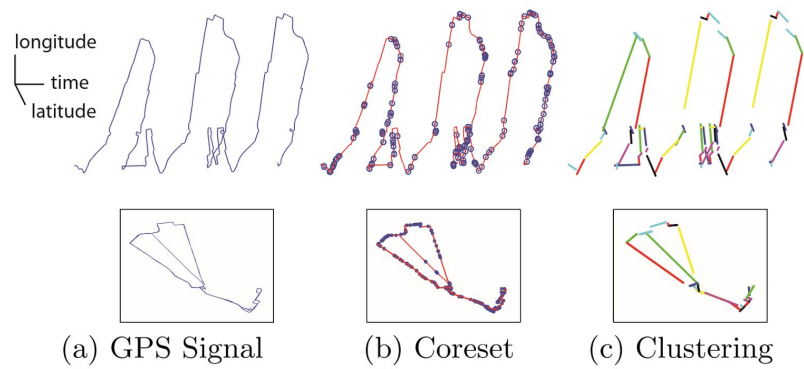 longitude
time
latitude
(a) GPS Signal
(b) Coreset
(c) Clustering